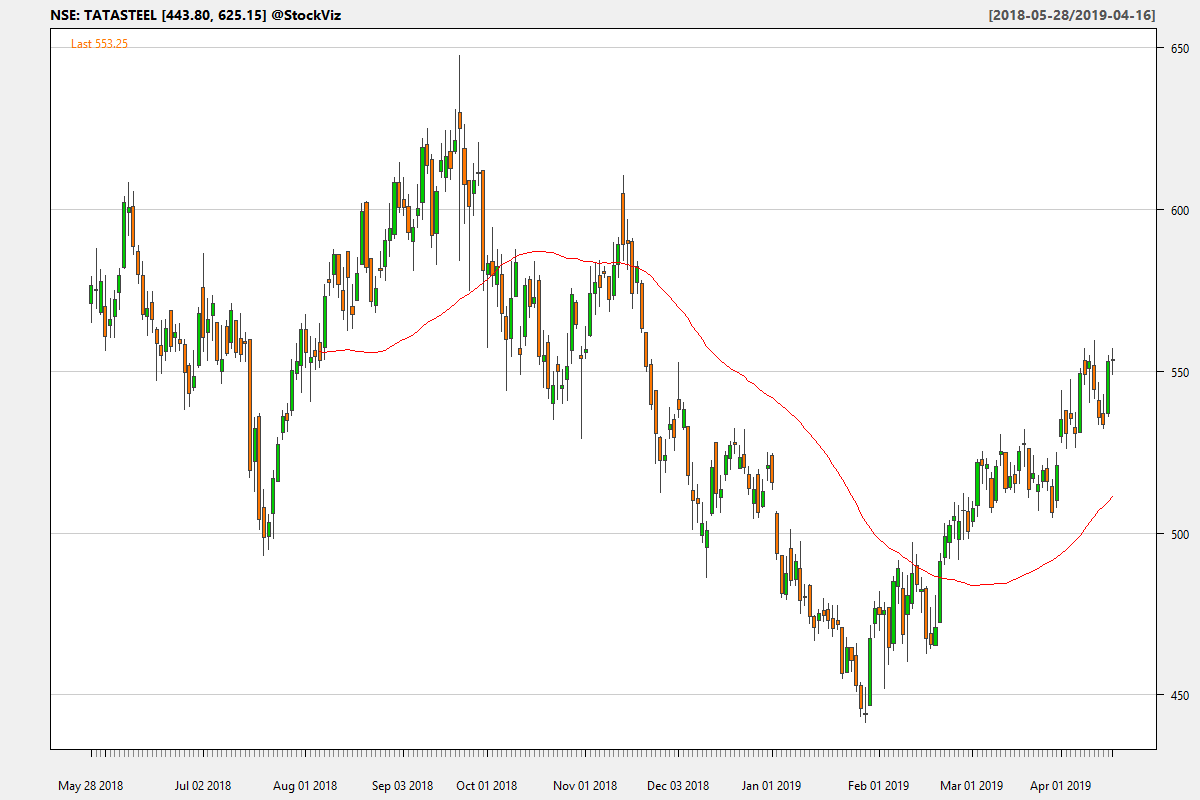 NSE: TATASTEEL [443.80, 625.15] @StockViz [2018-05-28/2019-04-16]
Last 553.25
650
600
550
500
450
May 28 2018 Jul 02 2018 Aug 01 2018 Sep 03 2018 Oct 01 2018 Nov 01 2018 Dec 03 2018 Jan 01 2019 Feb 01 2019 Mar 01 2019 Apr 01 2019